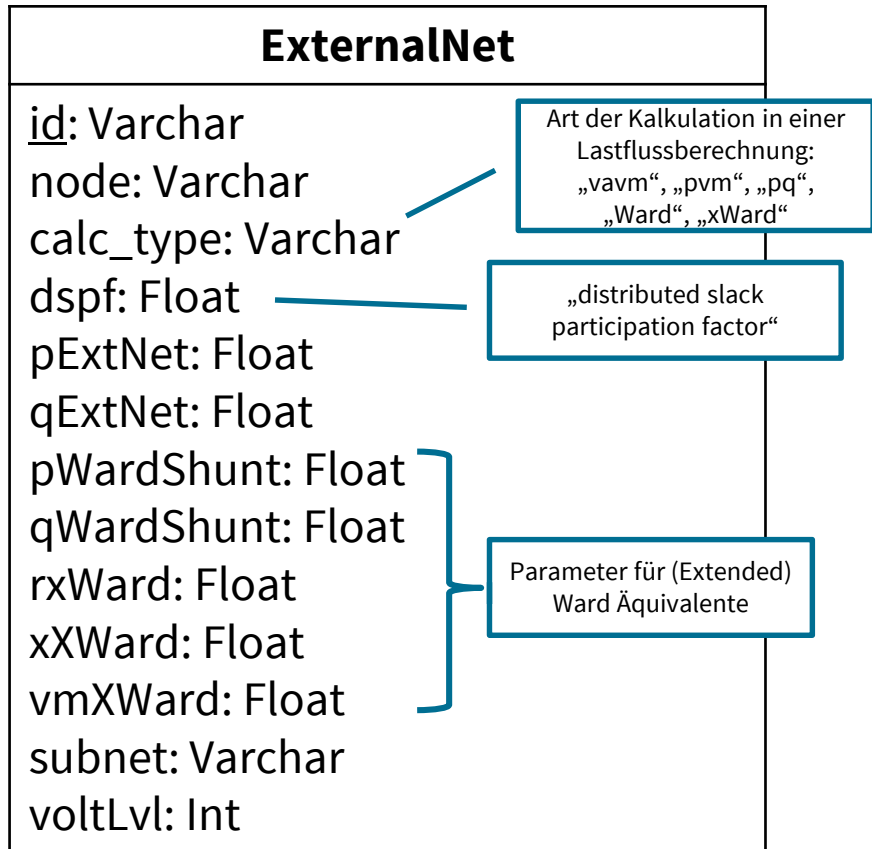 ExternalNet
id: Varchar
node: Varchar
calc_type: Varchar
dspf: Float
pExtNet: Float
qExtNet: Float
pWardShunt: Float
qWardShunt: Float
rxWard: Float
xXWard: Float
vmXWard: Float
subnet: Varchar
voltLvl: Int
Art der Kalkulation in einer
Lastflussberechnung:
„vavm“, „pvm“, „pq“,
„Ward“, „xWard“
„distributed slack
participation factor“
Parameter für (Extended)
Ward Äquivalente